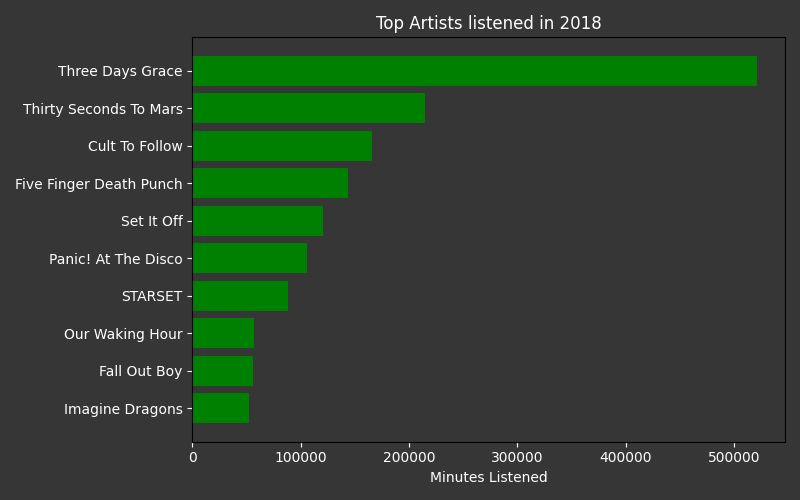 Top Artists listened in 2018
Three Days Grace
Thirty Seconds To Mars
Cult To Follow
Five Finger Death Punch
Set It Off
Panic! At The Disco
STARSET
Our Waking Hour
Fall Out Boy
Imagine Dragons
0 100000 200000 300000 400000 500000
Minutes Listened